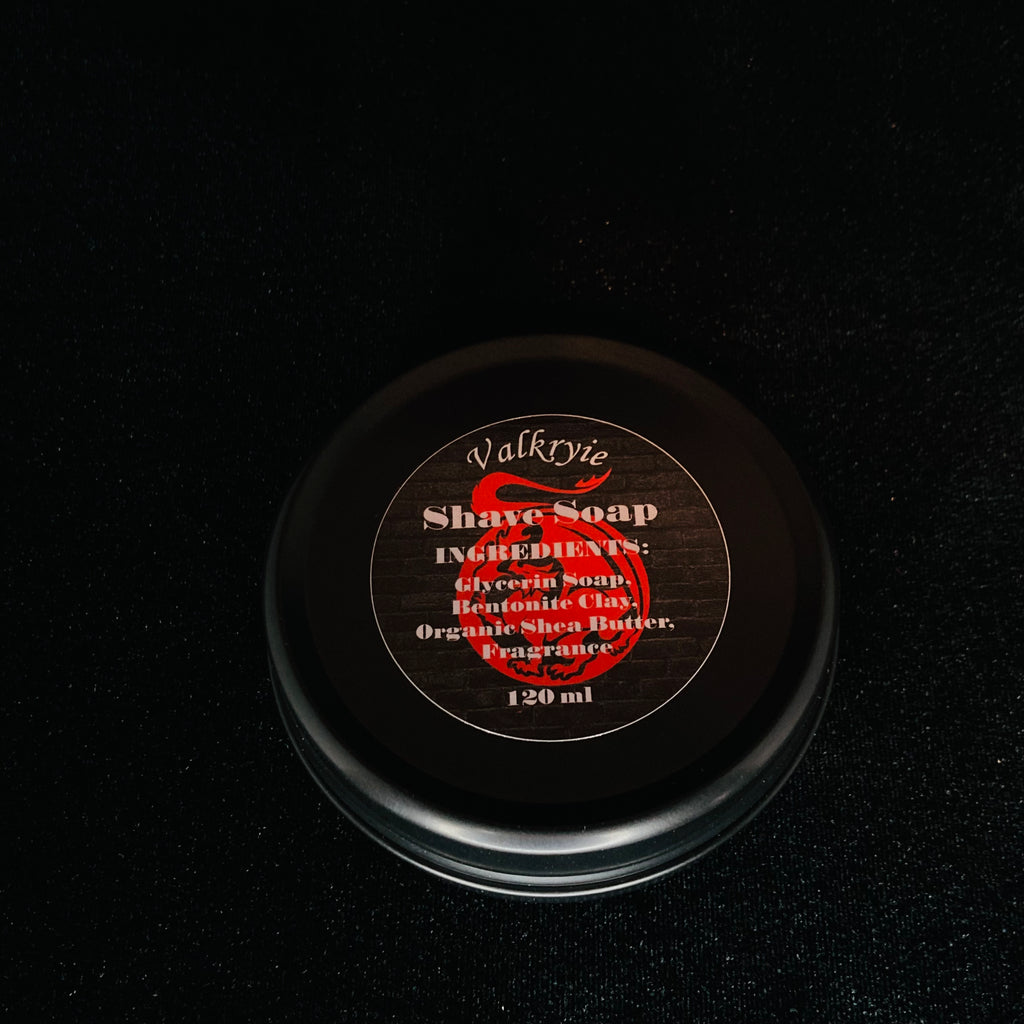 Valkryie
Shave Soap
INGREDIENTS:
Glycerin Soap,
Bentonite Clay,
Organic Shea Butter,
Fragrance
120 ml